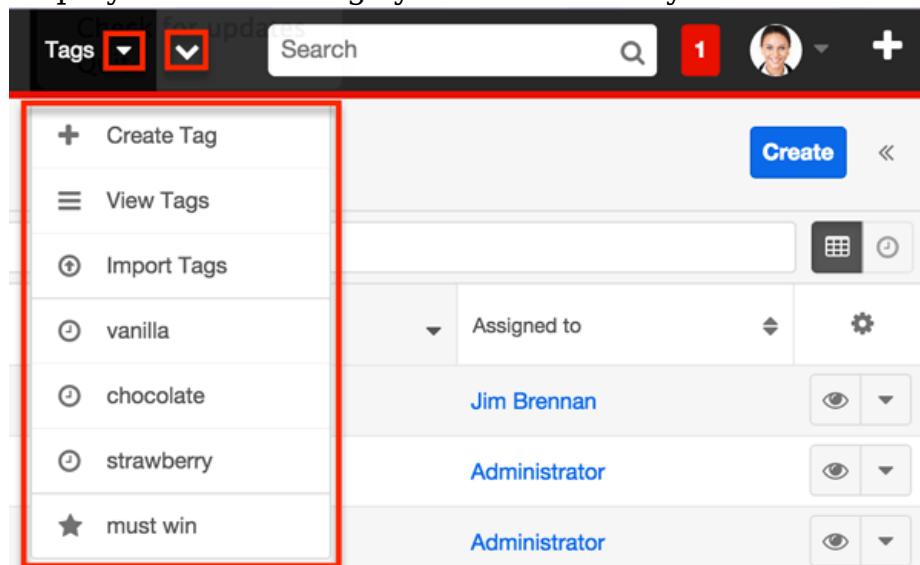 Tags
Search
1
Create Tag
Create
View Tags
Import Tags
vanilla
Assigned to
chocolate
Jim Brennan
strawberry
Administrator
must win
Administrator